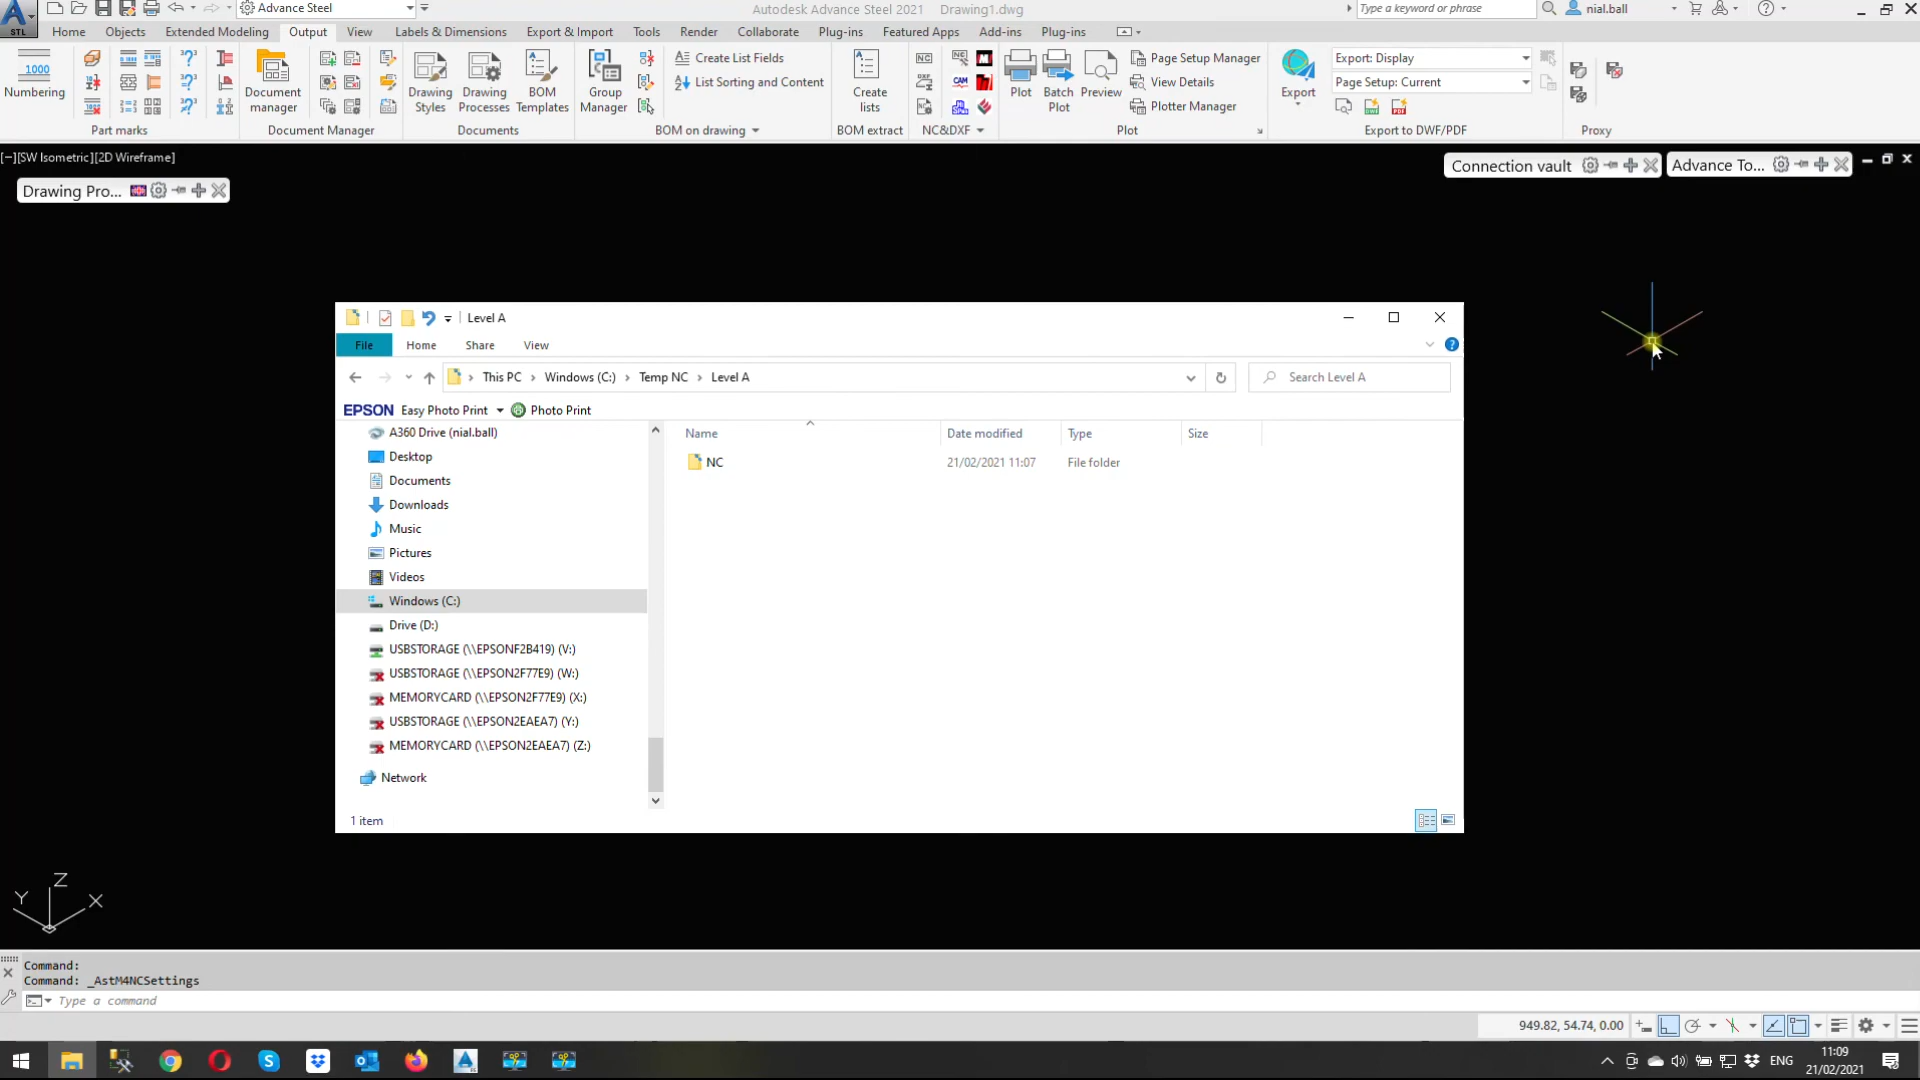 Advance Steel
Autodesk Advance Steel 2021 Drawing1.dwg
Type a keyword or phrase
nial.ball
STL
Home Objects Extended Modeling Output View Labels & Dimensions Export & Import Tools Render Collaborate Plug-ins Featured Apps Add-ins Plug-ins
1000
Numbering
Document manager
Drawing Styles
Drawing Processes
BOM Templates
Group Manager
Create List Fields
List Sorting and Content
Create lists
NC
DXF
CAM
Plot
Batch Plot
Preview
Page Setup Manager
View Details
Plotter Manager
Export
Export: Display
Page Setup: Current
Part marks
Document Manager
Documents
BOM on drawing
BOM extract
NC&DXF
Plot
Export to DWF/PDF
Proxy
[−][SW Isometric][2D Wireframe]
Drawing Pro...
Connection vault
Advance To...
Level A
File Home Share View
This PC › Windows (C:) › Temp NC › Level A
Search Level A
EPSON Easy Photo Print Photo Print
A360 Drive (nial.ball)
Desktop
Documents
Downloads
Music
Pictures
Videos
Windows (C:)
Drive (D:)
USBSTORAGE (\\EPSONF2B419) (V:)
USBSTORAGE (\\EPSON2F77E9) (W:)
MEMORYCARD (\\EPSON2F77E9) (X:)
USBSTORAGE (\\EPSON2EAEA7) (Y:)
MEMORYCARD (\\EPSON2EAEA7) (Z:)
Network
Name Date modified Type Size
NC 21/02/2021 11:07 File folder
1 item
Z
Y X
Command:
Command: _AstM4NCSettings
Type a command
949.82, 54.74, 0.00
ENG
11:09
21/02/2021